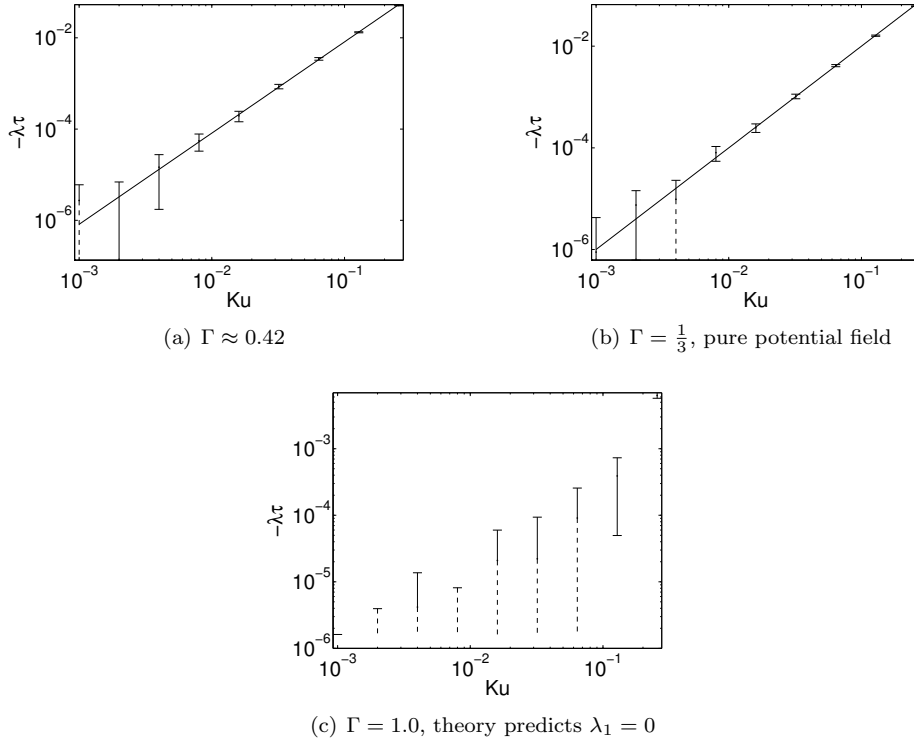 10⁻²
10⁻⁴
10⁻⁶
−λτ
10⁻³ 10⁻² 10⁻¹
Ku
(a) Γ ≈ 0.42
10⁻²
10⁻⁴
10⁻⁶
−λτ
10⁻³ 10⁻² 10⁻¹
Ku
(b) Γ = 1/3, pure potential field
10⁻³
10⁻⁴
10⁻⁵
10⁻⁶
−λτ
10⁻³ 10⁻² 10⁻¹
Ku
(c) Γ = 1.0, theory predicts λ₁ = 0